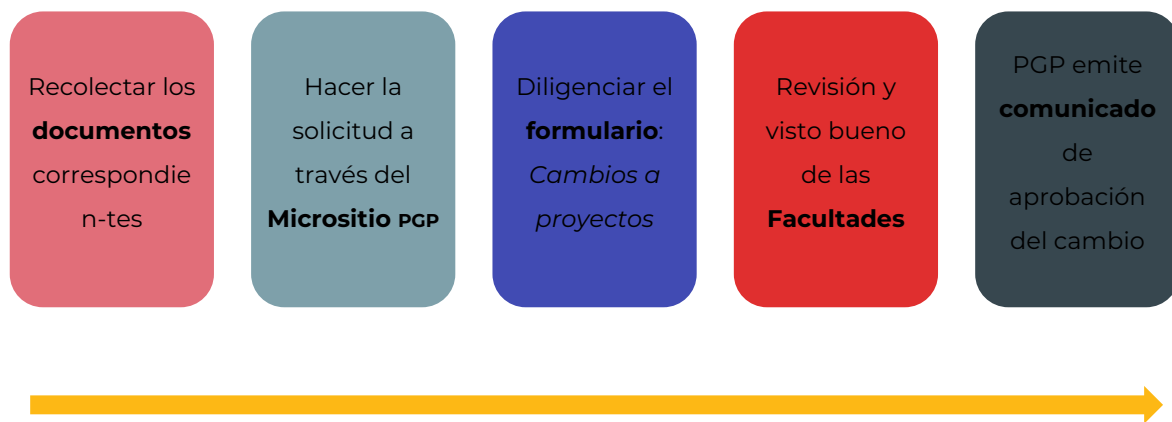 Recolectar los
documentos
correspondie
n-tes
Hacer la
solicitud a
través del
Micrositio PGP
Diligenciar el
formulario:
Cambios a
proyectos
Revisión y
visto bueno
de las
Facultades
PGP emite
comunicado
de
aprobación
del cambio